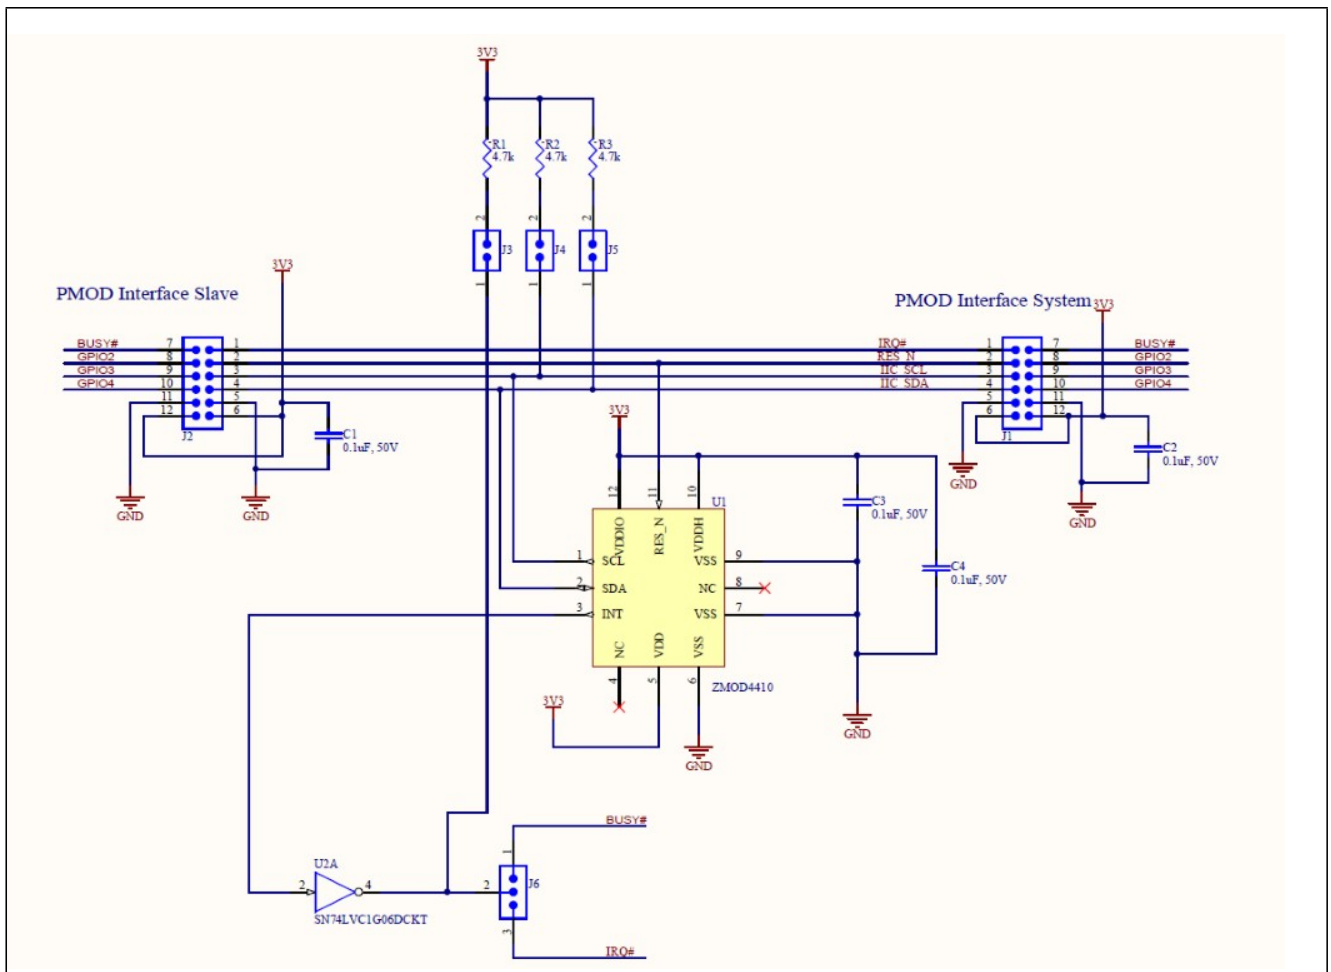 3V3
R1
4.7k
R2
4.7k
R3
4.7k
2
2
2
J3
J4
J5
1
1
1
3V3
PMOD Interface Slave
PMOD Interface System
3V3
BUSY# 7 1 IRQ# 1 7 BUSY#
GPIO2 8 2 RES_N 2 8 GPIO2
GPIO3 9 3 IIC_SCL 3 9 GPIO3
GPIO4 10 4 IIC_SDA 4 10 GPIO4
11 5 5 11
12 6 6 12
J2
J1
C1
0.1uF, 50V
C2
0.1uF, 50V
GND
GND
GND
GND
3V3
12
11
10
U1
VDDIO
RES_N
VDDH
C3
0.1uF, 50V
1 SCL VSS 9
2 SDA NC 8
3 INT VSS 7
C4
0.1uF, 50V
NC
VDD
VSS
4
5
6
ZMOD4410
3V3
GND
GND
BUSY#
1
U2A
2
4
2
J6
SN74LVC1G06DCKT
3
IRQ#